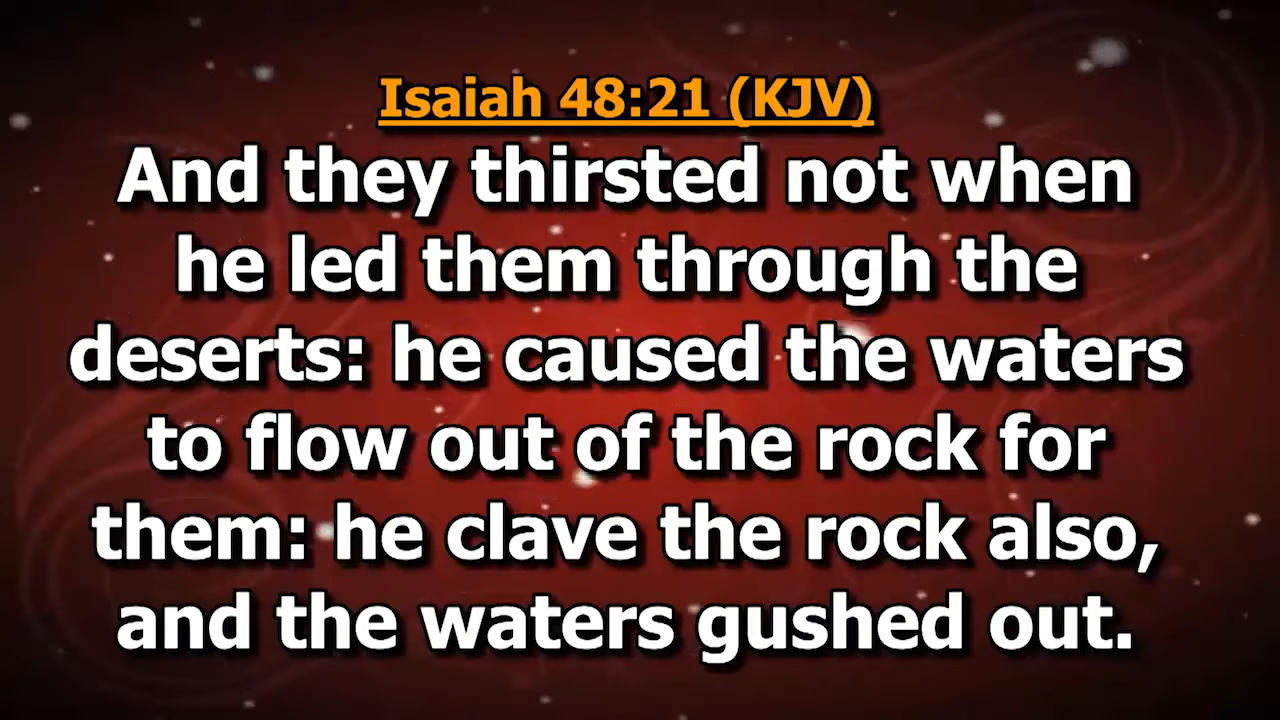 Isaiah 48:21 (KJV)
And they thirsted not when
he led them through the
deserts: he caused the waters
to flow out of the rock for
them: he clave the rock also,
and the waters gushed out.